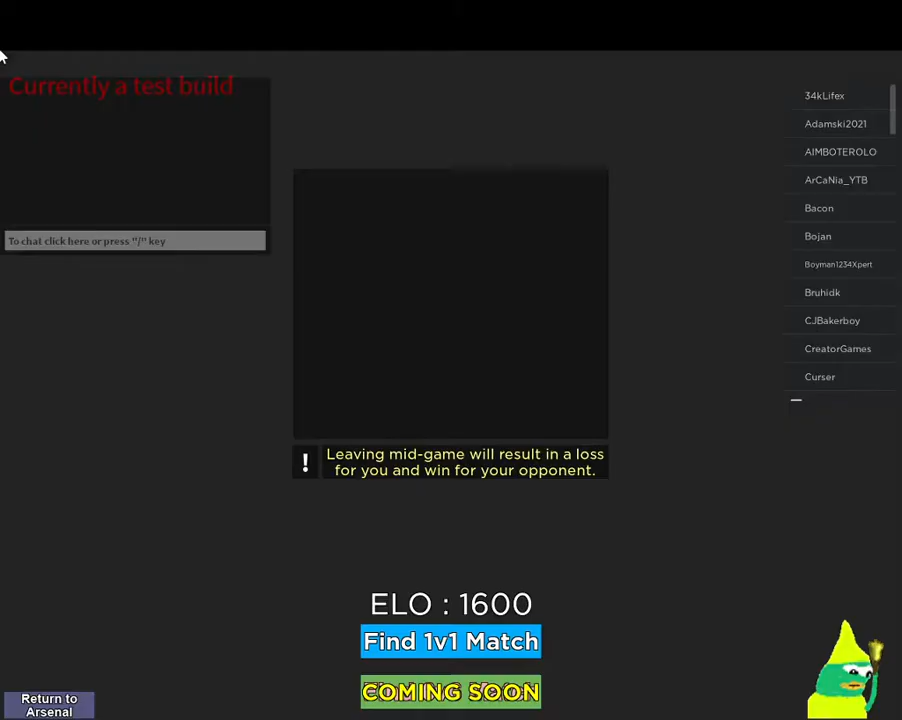 Currently a test build
To chat click here or press "/" key
34kLifex
Adamski2021
AIMBOTEROLO
ArCaNia_YTB
Bacon
Bojan
Boyman1234Xpert
Bruhidk
CJBakerboy
CreatorGames
Curser
!
Leaving mid-game will result in a loss
for you and win for your opponent.
ELO : 1600
Find 1v1 Match
COMING SOON
Return to
Arsenal